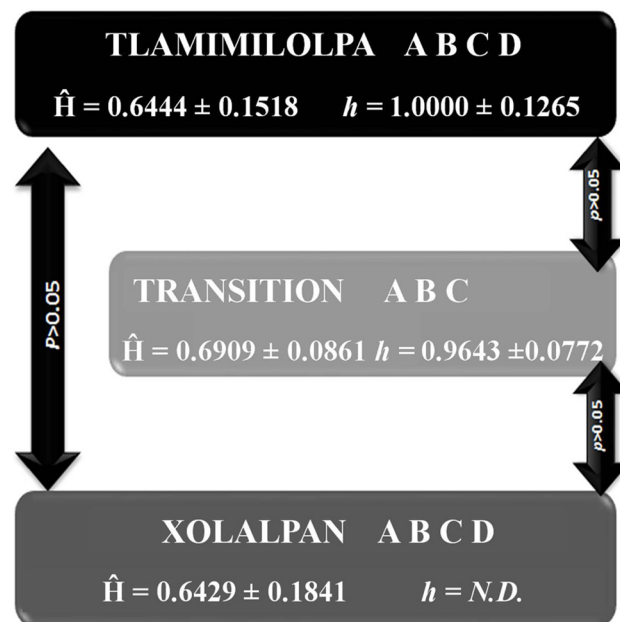 TLAMIMILOLPA A B C D
Ĥ = 0.6444 ± 0.1518 h = 1.0000 ± 0.1265
p>0.05
P>0.05
TRANSITION A B C
Ĥ = 0.6909 ± 0.0861 h = 0.9643 ±0.0772
p>0.05
XOLALPAN A B C D
Ĥ = 0.6429 ± 0.1841 h = N.D.